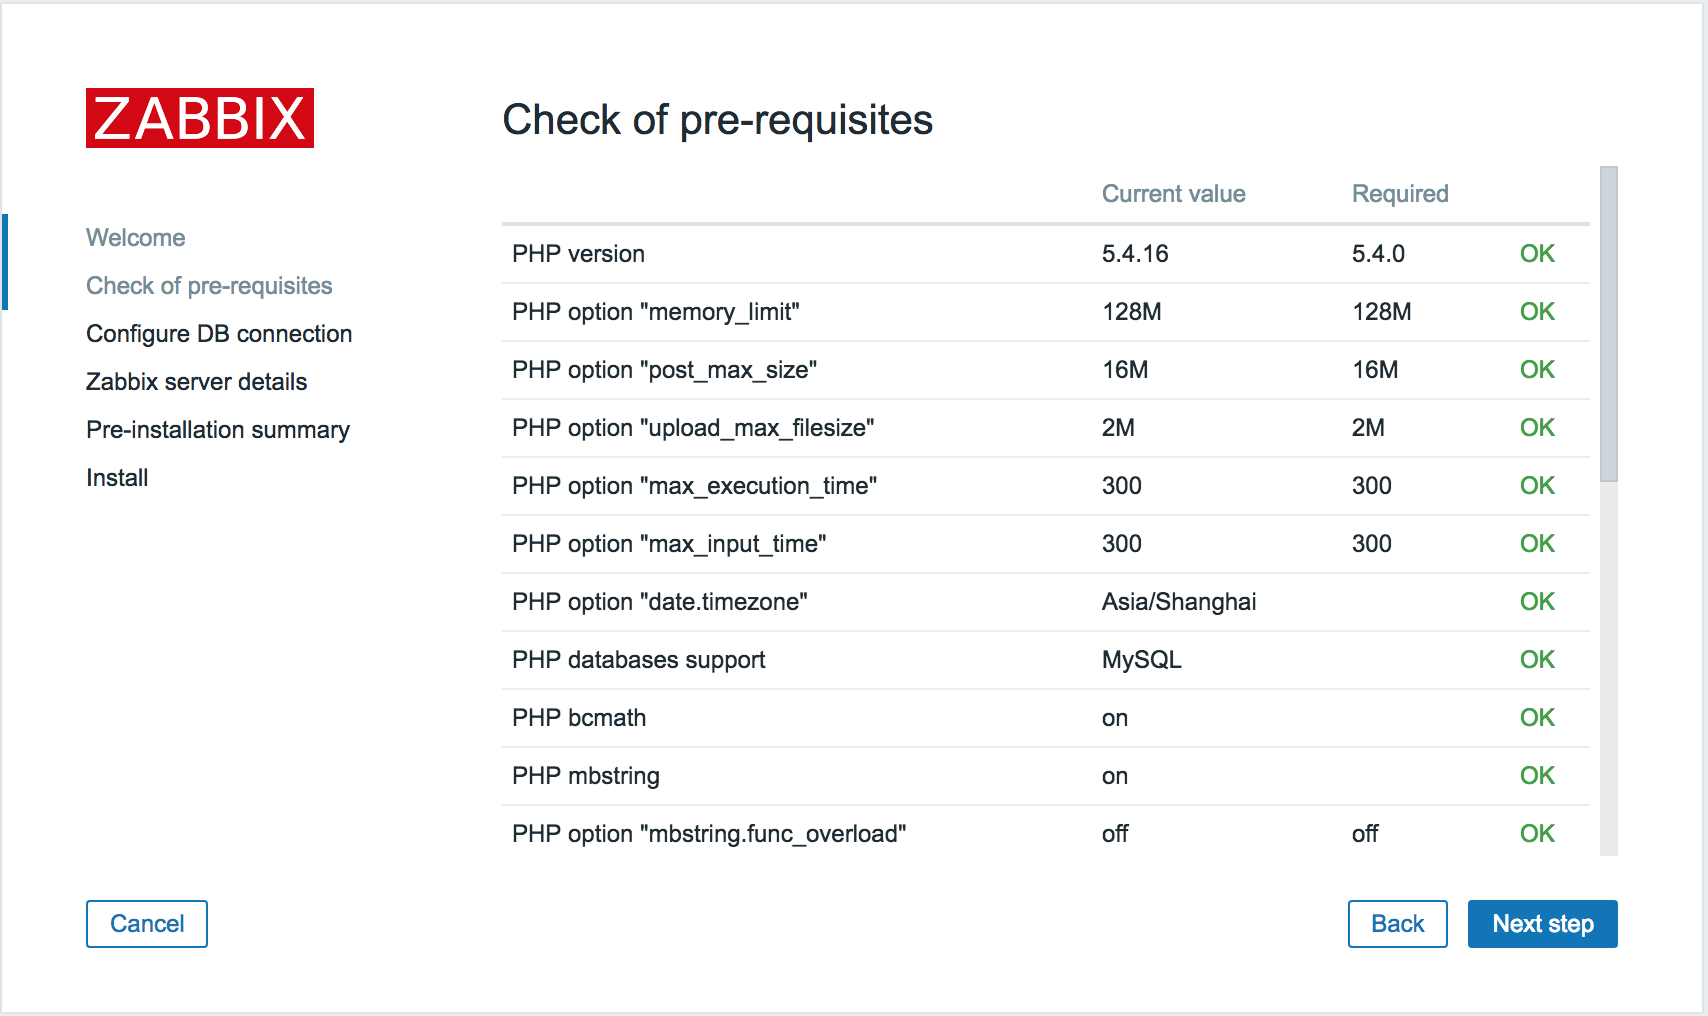 ZABBIX
Check of pre-requisites
Welcome
Check of pre-requisites
Configure DB connection
Zabbix server details
Pre-installation summary
Install
Current value Required
PHP version 5.4.16 5.4.0 OK
PHP option "memory_limit" 128M 128M OK
PHP option "post_max_size" 16M 16M OK
PHP option "upload_max_filesize" 2M 2M OK
PHP option "max_execution_time" 300 300 OK
PHP option "max_input_time" 300 300 OK
PHP option "date.timezone" Asia/Shanghai OK
PHP databases support MySQL OK
PHP bcmath on OK
PHP mbstring on OK
PHP option "mbstring.func_overload" off off OK
Cancel Back Next step